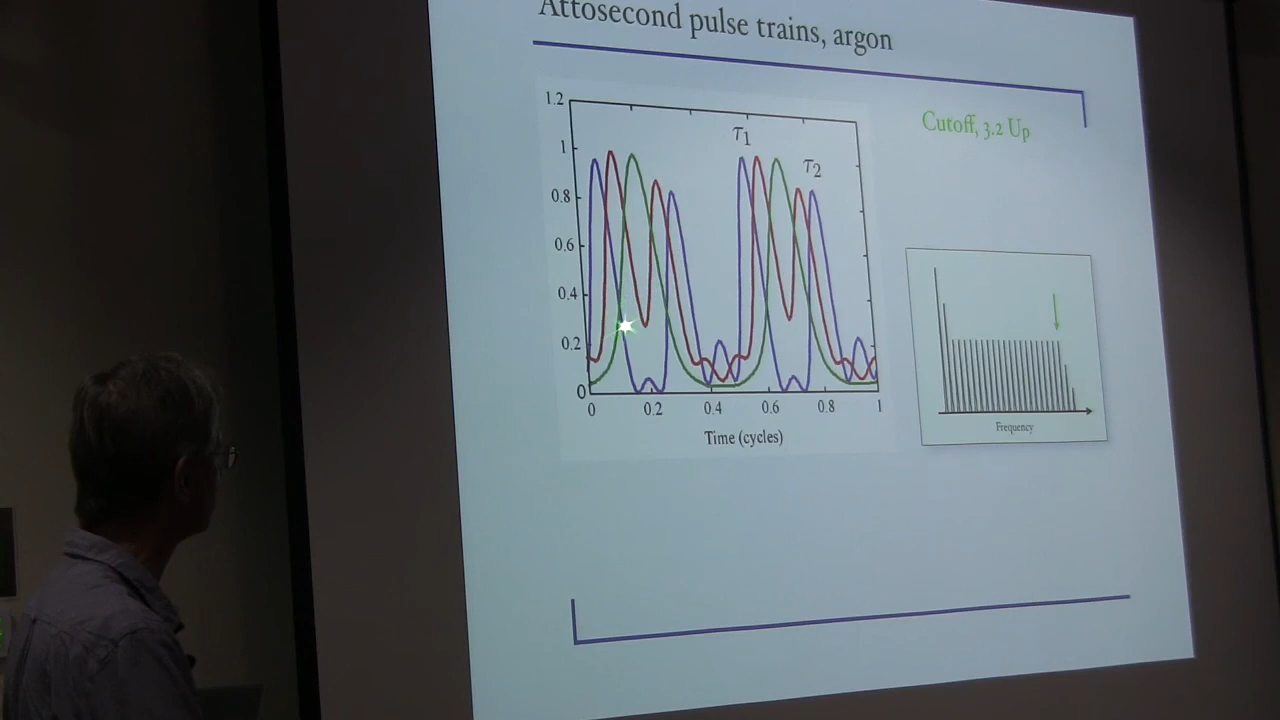 Attosecond pulse trains, argon
Cutoff, 3.2 Up
1.2
1
0.8
0.6
0.4
0.2
0
τ1
τ2
0 0.2 0.4 0.6 0.8 1
Time (cycles)
Frequency